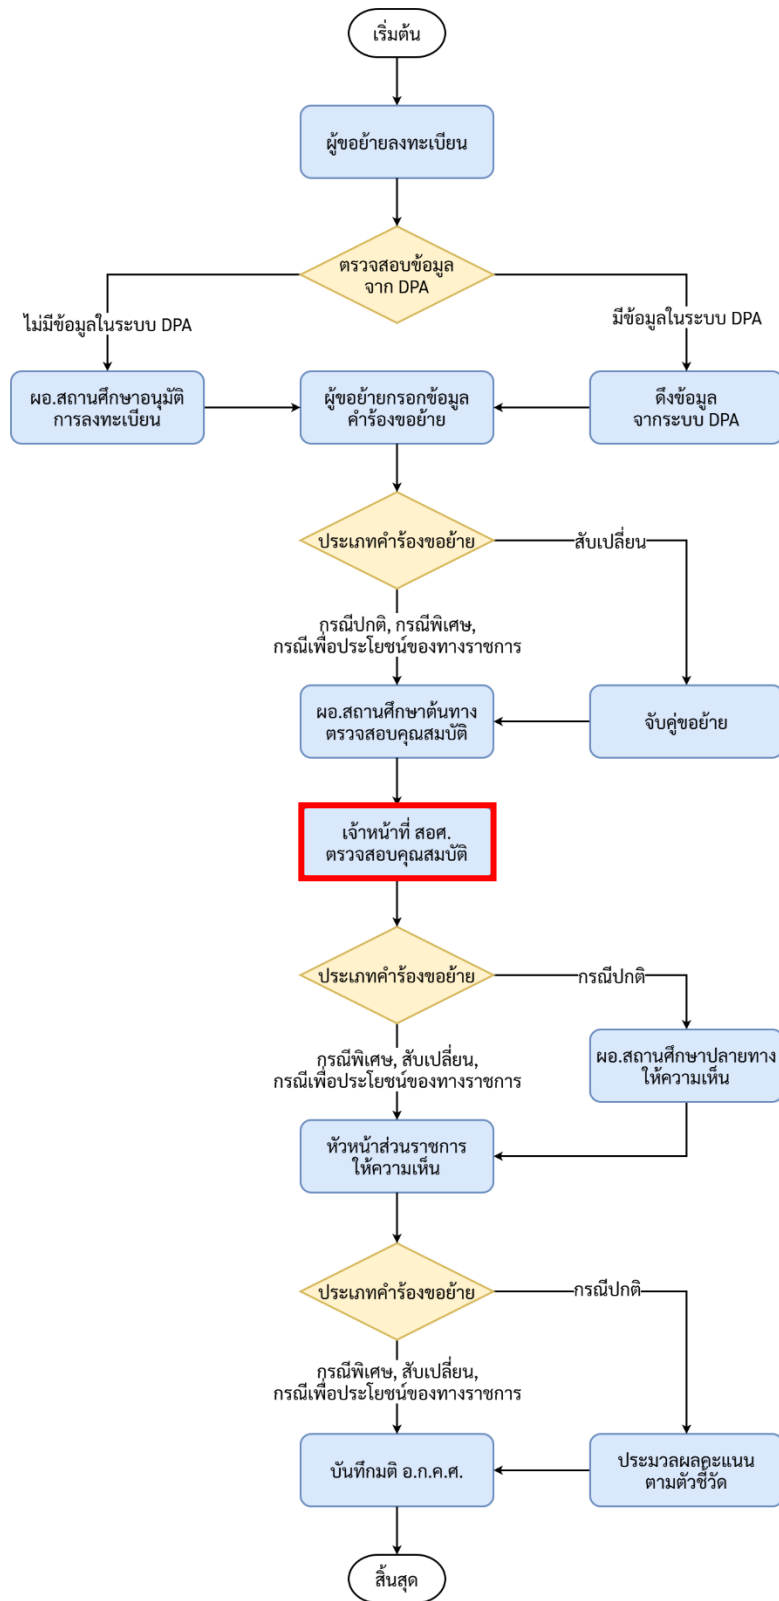 เริ่มต้น
ผู้ขอย้ายลงทะเบียน
ตรวจสอบข้อมูล
จาก DPA
ไม่มีข้อมูลในระบบ DPA
มีข้อมูลในระบบ DPA
ผอ.สถานศึกษาอนุมัติ
การลงทะเบียน
ผู้ขอย้ายกรอกข้อมูล
คำร้องขอย้าย
ดึงข้อมูล
จากระบบ DPA
ประเภทคำร้องขอย้าย
สับเปลี่ยน
กรณีปกติ, กรณีพิเศษ,
กรณีเพื่อประโยชน์ของทางราชการ
ผอ.สถานศึกษาต้นทาง
ตรวจสอบคุณสมบัติ
จับคู่ขอย้าย
เจ้าหน้าที่ สอศ.
ตรวจสอบคุณสมบัติ
ประเภทคำร้องขอย้าย
กรณีปกติ
กรณีพิเศษ, สับเปลี่ยน,
กรณีเพื่อประโยชน์ของทางราชการ
ผอ.สถานศึกษาปลายทาง
ให้ความเห็น
หัวหน้าส่วนราชการ
ให้ความเห็น
ประเภทคำร้องขอย้าย
กรณีปกติ
กรณีพิเศษ, สับเปลี่ยน,
กรณีเพื่อประโยชน์ของทางราชการ
บันทึกมติ อ.ก.ค.ศ.
ประมวลผลคะแนน
ตามตัวชี้วัด
สิ้นสุด